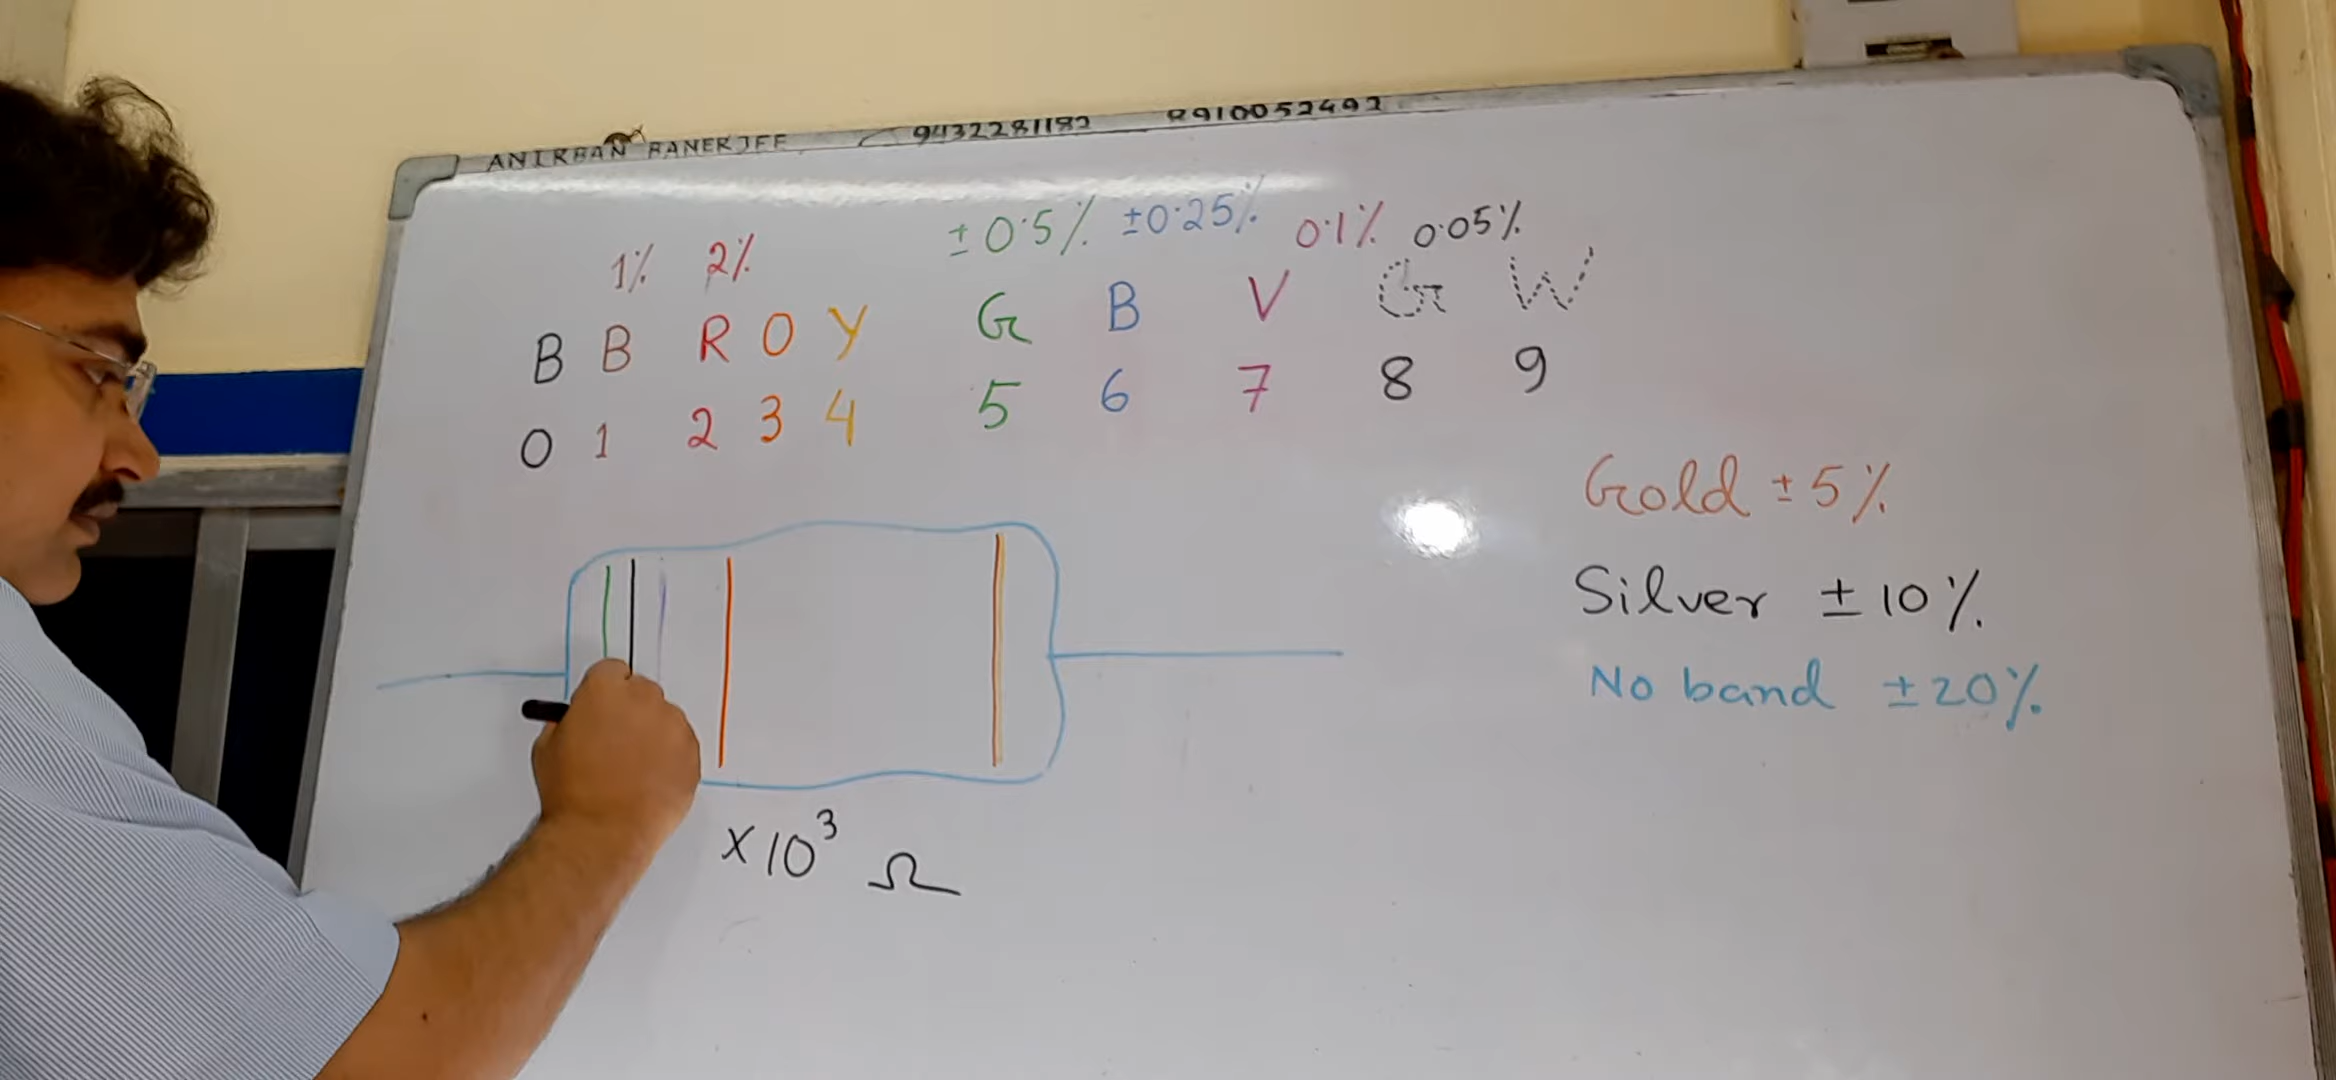 ANIRBAN BANERJEE 9432281182 8910052492
1% 2% ±0.5% ±0.25% 0.1% 0.05%
B B R O Y G B V G W
0 1 2 3 4 5 6 7 8 9
Gold ±5%
Silver ±10%
No band ±20%
×10³ Ω